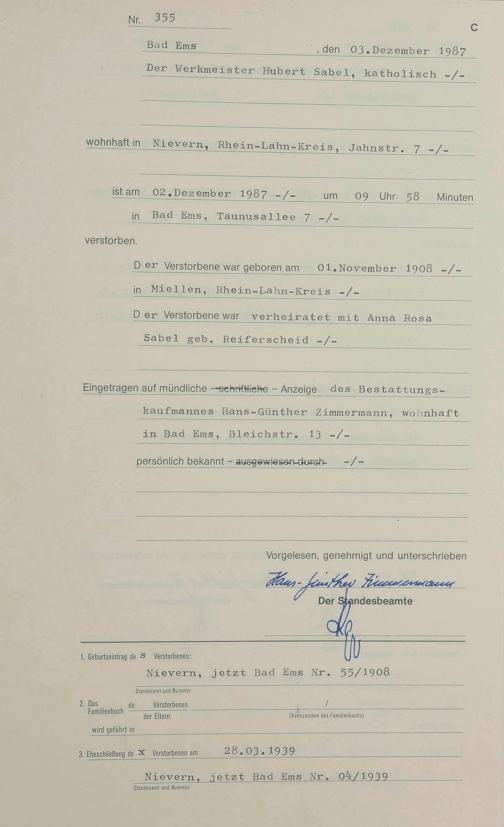 Nr. 355
C
Bad Ems , den 03.Dezember 1987
Der Werkmeister Hubert Sabel, katholisch -/-
wohnhaft in Nievern, Rhein-Lahn-Kreis, Jahnstr. 7 -/-
ist am 02.Dezember 1987 -/- um 09 Uhr 58 Minuten
in Bad Ems, Taunusallee 7 -/-
verstorben.
Der Verstorbene war geboren am 01.November 1908 -/-
in Miellen, Rhein-Lahn-Kreis -/-
Der Verstorbene war verheiratet mit Anna Rosa
Sabel geb. Reiferscheid -/-
Eingetragen auf mündliche – schriftliche – Anzeige des Bestattungs-
kaufmannes Hans-Günther Zimmermann, wohnhaft
in Bad Ems, Bleichstr. 13 -/-
persönlich bekannt – ausgewiesen durch -/-
Vorgelesen, genehmigt und unterschrieben
Hans-Günther Zimmermann
Der Standesbeamte
1. Geburtseintrag de s Verstorbenen:
Nievern, jetzt Bad Ems Nr. 55/1908
Standesamt und Nummer
2. Das Familienbuch de Verstorbenen /
der Eltern (Kennzeichen des Familienbuchs)
wird geführt in
3. Eheschließung de x Verstorbenen am 28.03.1939
Nievern, jetzt Bad Ems Nr. 04/1939
Standesamt und Nummer